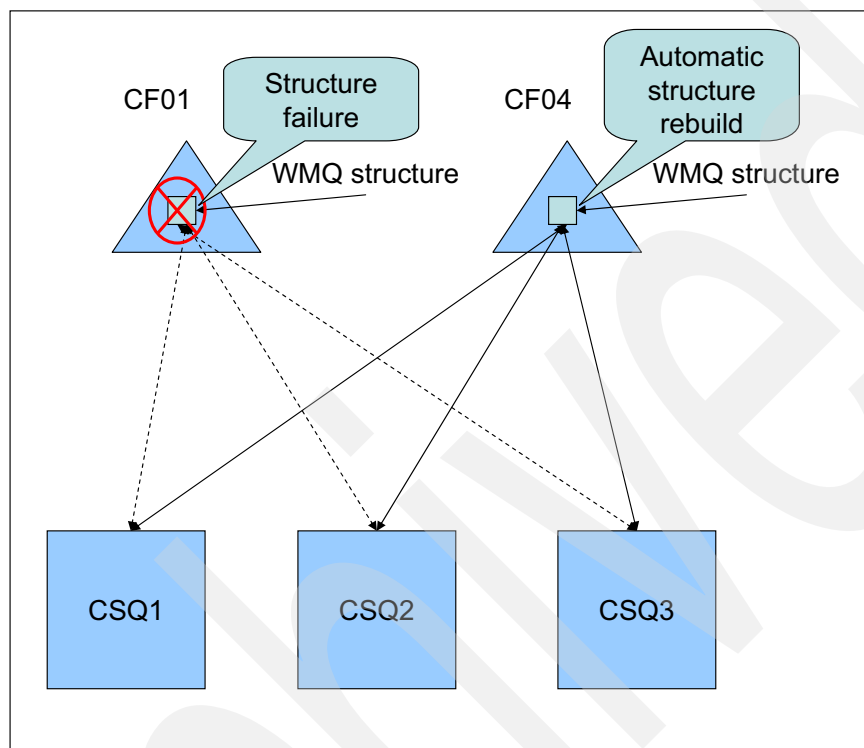 CF01
Structure
failure
CF04
Automatic
structure
rebuild
WMQ structure
WMQ structure
CSQ1
CSQ2
CSQ3